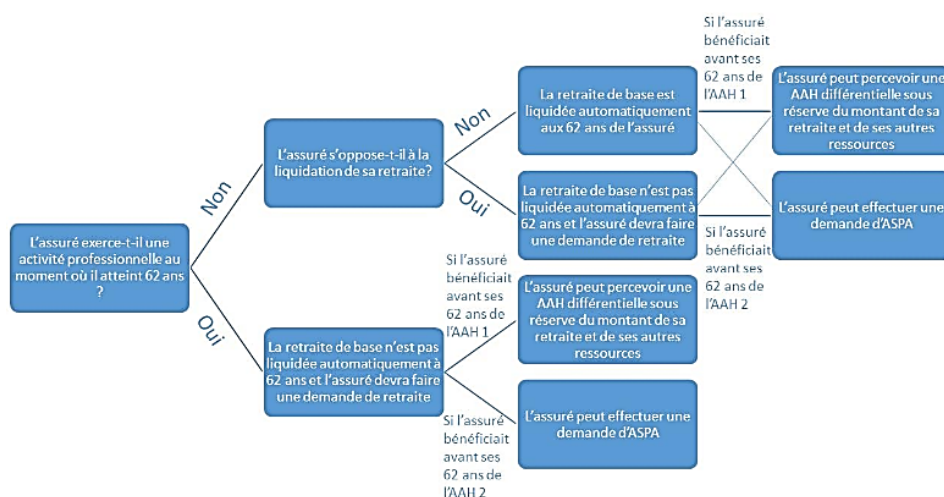 L'assuré exerce-t-il une
activité professionnelle au
moment où il atteint 62 ans
?
Non
Oui
L'assuré s'oppose-t-il à la
liquidation de sa retraite?
Non
Oui
La retraite de base n'est pas
liquidée automatiquement à
62 ans et l'assuré devra faire
une demande de retraite
La retraite de base est
liquidée automatiquement
aux 62 ans de l'assuré
La retraite de base n'est pas
liquidée automatiquement à
62 ans et l'assuré devra faire
une demande de retraite
Si l'assuré
bénéficiait
avant ses
62 ans de
l'AAH 1
L'assuré peut percevoir une
AAH différentielle sous
réserve du montant de sa
retraite et de ses autres
ressources
Si l'assuré
bénéficiait
avant ses
62 ans de
l'AAH 2
L'assuré peut effectuer une
demande d'ASPA
Si l'assuré
bénéficiait
avant ses
62 ans de
l'AAH 1
L'assuré peut percevoir une
AAH différentielle sous
réserve du montant de sa
retraite et de ses autres
ressources
Si l'assuré
bénéficiait
avant ses
62 ans de
l'AAH 2
L'assuré peut effectuer une
demande d'ASPA